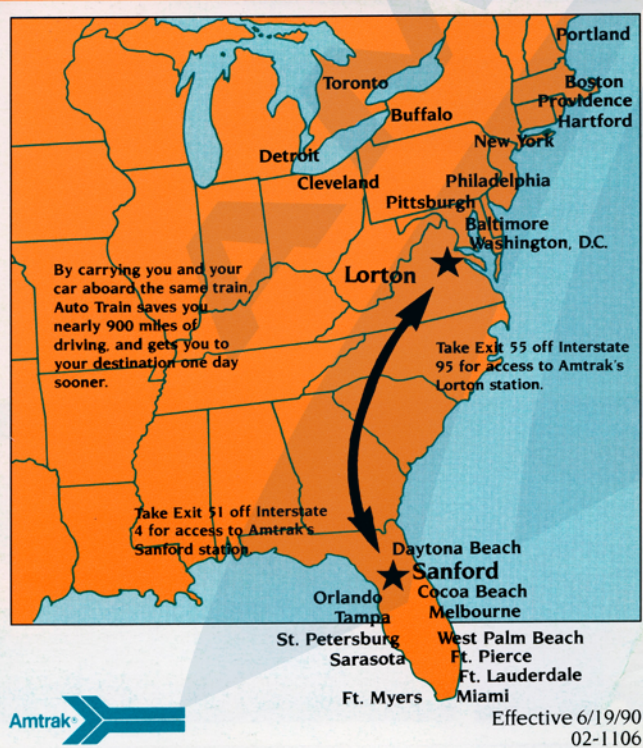 Portland
Toronto
Boston
Providence
Buffalo
Hartford
New York
Detroit
Cleveland
Philadelphia
Pittsburgh
Baltimore
Washington, D.C.
By carrying you and your
car aboard the same train,
Auto Train saves you
nearly 900 miles of
driving, and gets you to
your destination one day
sooner.
Lorton
Take Exit 55 off Interstate
95 for access to Amtrak's
Lorton station.
Take Exit 51 off Interstate
4 for access to Amtrak's
Sanford station.
Daytona Beach
Sanford
Orlando
Cocoa Beach
Tampa
Melbourne
St. Petersburg
West Palm Beach
Sarasota
Ft. Pierce
Ft. Lauderdale
Ft. Myers
Miami
Amtrak®
Effective 6/19/90
02-1106